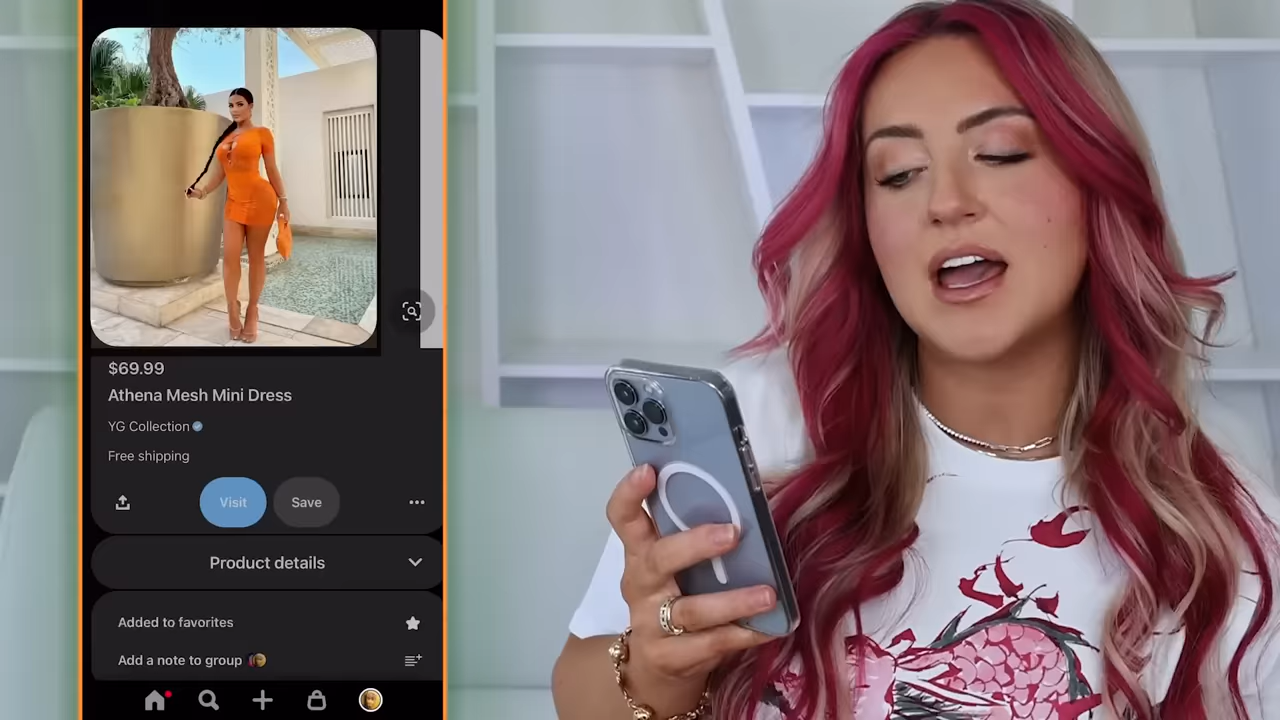 $69.99
Athena Mesh Mini Dress
YG Collection
Free shipping
Visit
Save
Product details
Added to favorites
Add a note to group